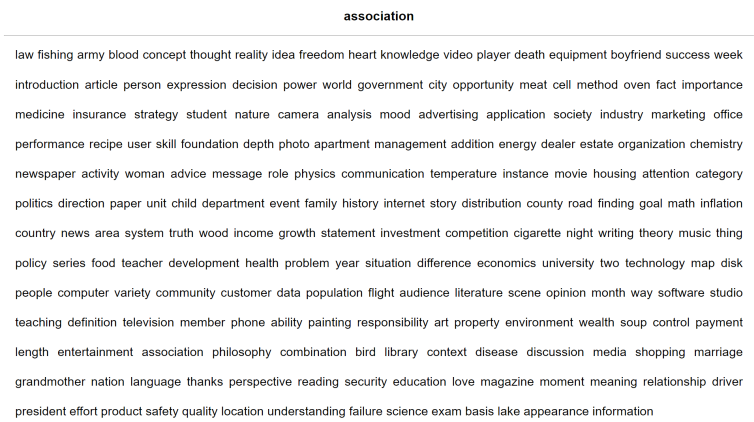 association
law fishing army blood concept thought reality idea freedom heart knowledge video player death equipment boyfriend success week
introduction article person expression decision power world government city opportunity meat cell method oven fact importance
medicine insurance strategy student nature camera analysis mood advertising application society industry marketing office
performance recipe user skill foundation depth photo apartment management addition energy dealer estate organization chemistry
newspaper activity woman advice message role physics communication temperature instance movie housing attention category
politics direction paper unit child department event family history internet story distribution county road finding goal math inflation
country news area system truth wood income growth statement investment competition cigarette night writing theory music thing
policy series food teacher development health problem year situation difference economics university two technology map disk
people computer variety community customer data population flight audience literature scene opinion month way software studio
teaching definition television member phone ability painting responsibility art property environment wealth soup control payment
length entertainment association philosophy combination bird library context disease discussion media shopping marriage
grandmother nation language thanks perspective reading security education love magazine moment meaning relationship driver
president effort product safety quality location understanding failure science exam basis lake appearance information